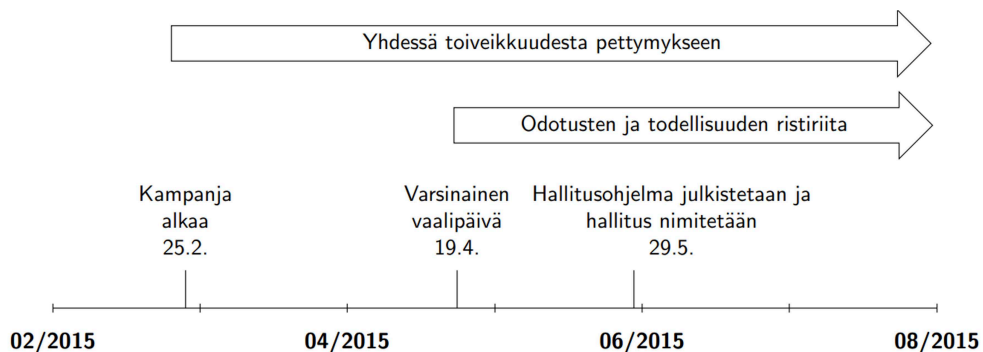 Yhdessä toiveikkuudesta pettymykseen
Odotusten ja todellisuuden ristiriita
Kampanja
alkaa
25.2.
Varsinainen
vaalipäivä
19.4.
Hallitusohjelma julkistetaan ja
hallitus nimitetään
29.5.
02/2015
04/2015
06/2015
08/2015